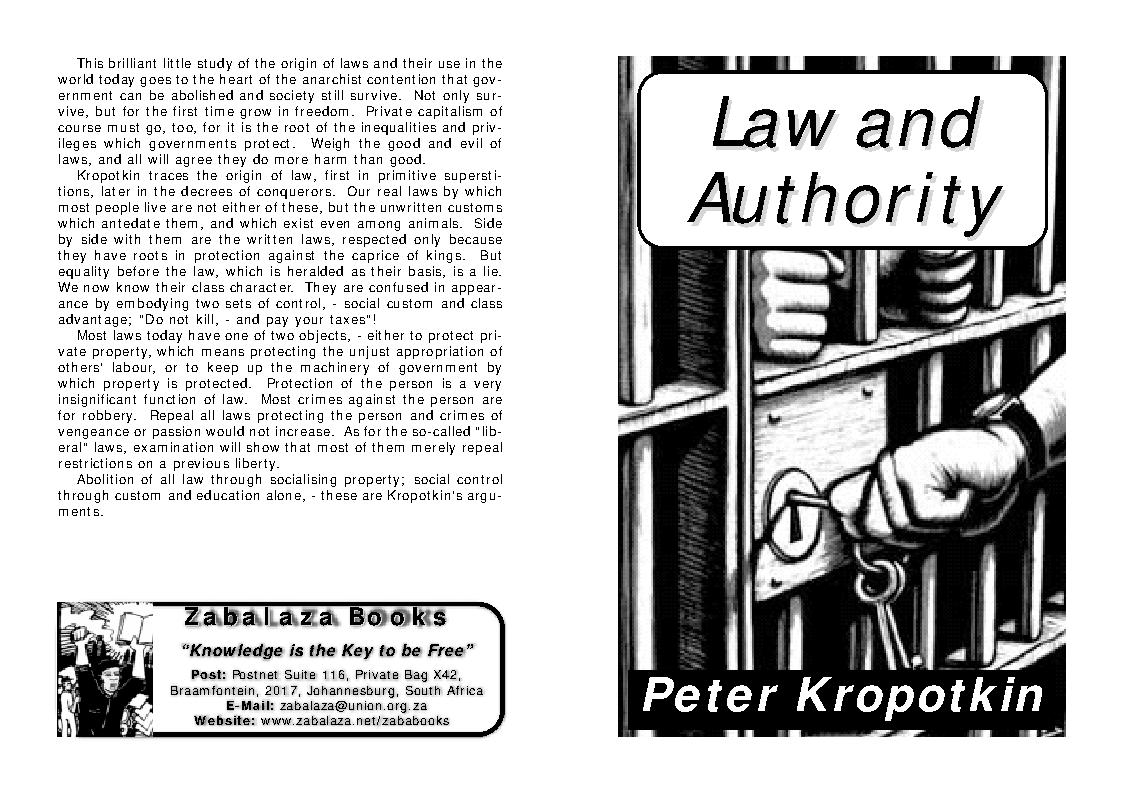 This brilliant little study of the origin of laws and their use in the
world today goes to the heart of the anarchist contention that gov-
ernment can be abolished and society still survive. Not only sur-
vive, but for the first time grow in freedom. Private capitalism of
course must go, too, for it is the root of the inequalities and priv-
ileges which governments protect. Weigh the good and evil of
laws, and all will agree they do more harm than good.
Kropotkin traces the origin of law, first in primitive supersti-
tions, later in the decrees of conquerors. Our real laws by which
most people live are not either of these, but the unwritten customs
which antedate them, and which exist even among animals. Side
by side with them are the written laws, respected only because
they have roots in protection against the caprice of kings. But
equality before the law, which is heralded as their basis, is a lie.
We now know their class character. They are confused in appear-
ance by embodying two sets of control, - social custom and class
advantage; "Do not kill, - and pay your taxes"!
Most laws today have one of two objects, - either to protect pri-
vate property, which means protecting the unjust appropriation of
others' labour, or to keep up the machinery of government by
which property is protected. Protection of the person is a very
insignificant function of law. Most crimes against the person are
for robbery. Repeal all laws protecting the person and crimes of
vengeance or passion would not increase. As for the so-called "lib-
eral" laws, examination will show that most of them merely repeal
restrictions on a previous liberty.
Abolition of all law through socialising property; social control
through custom and education alone, - these are Kropotkin's argu-
ments.
Zabalaza Books
“Knowledge is the Key to be Free”
Post: Postnet Suite 116, Private Bag X42,
Braamfontein, 2017, Johannesburg, South Africa
E-Mail: zabalaza@union.org.za
Website: www.zabalaza.net/zababooks
Law and
Authority
Peter Kropotkin